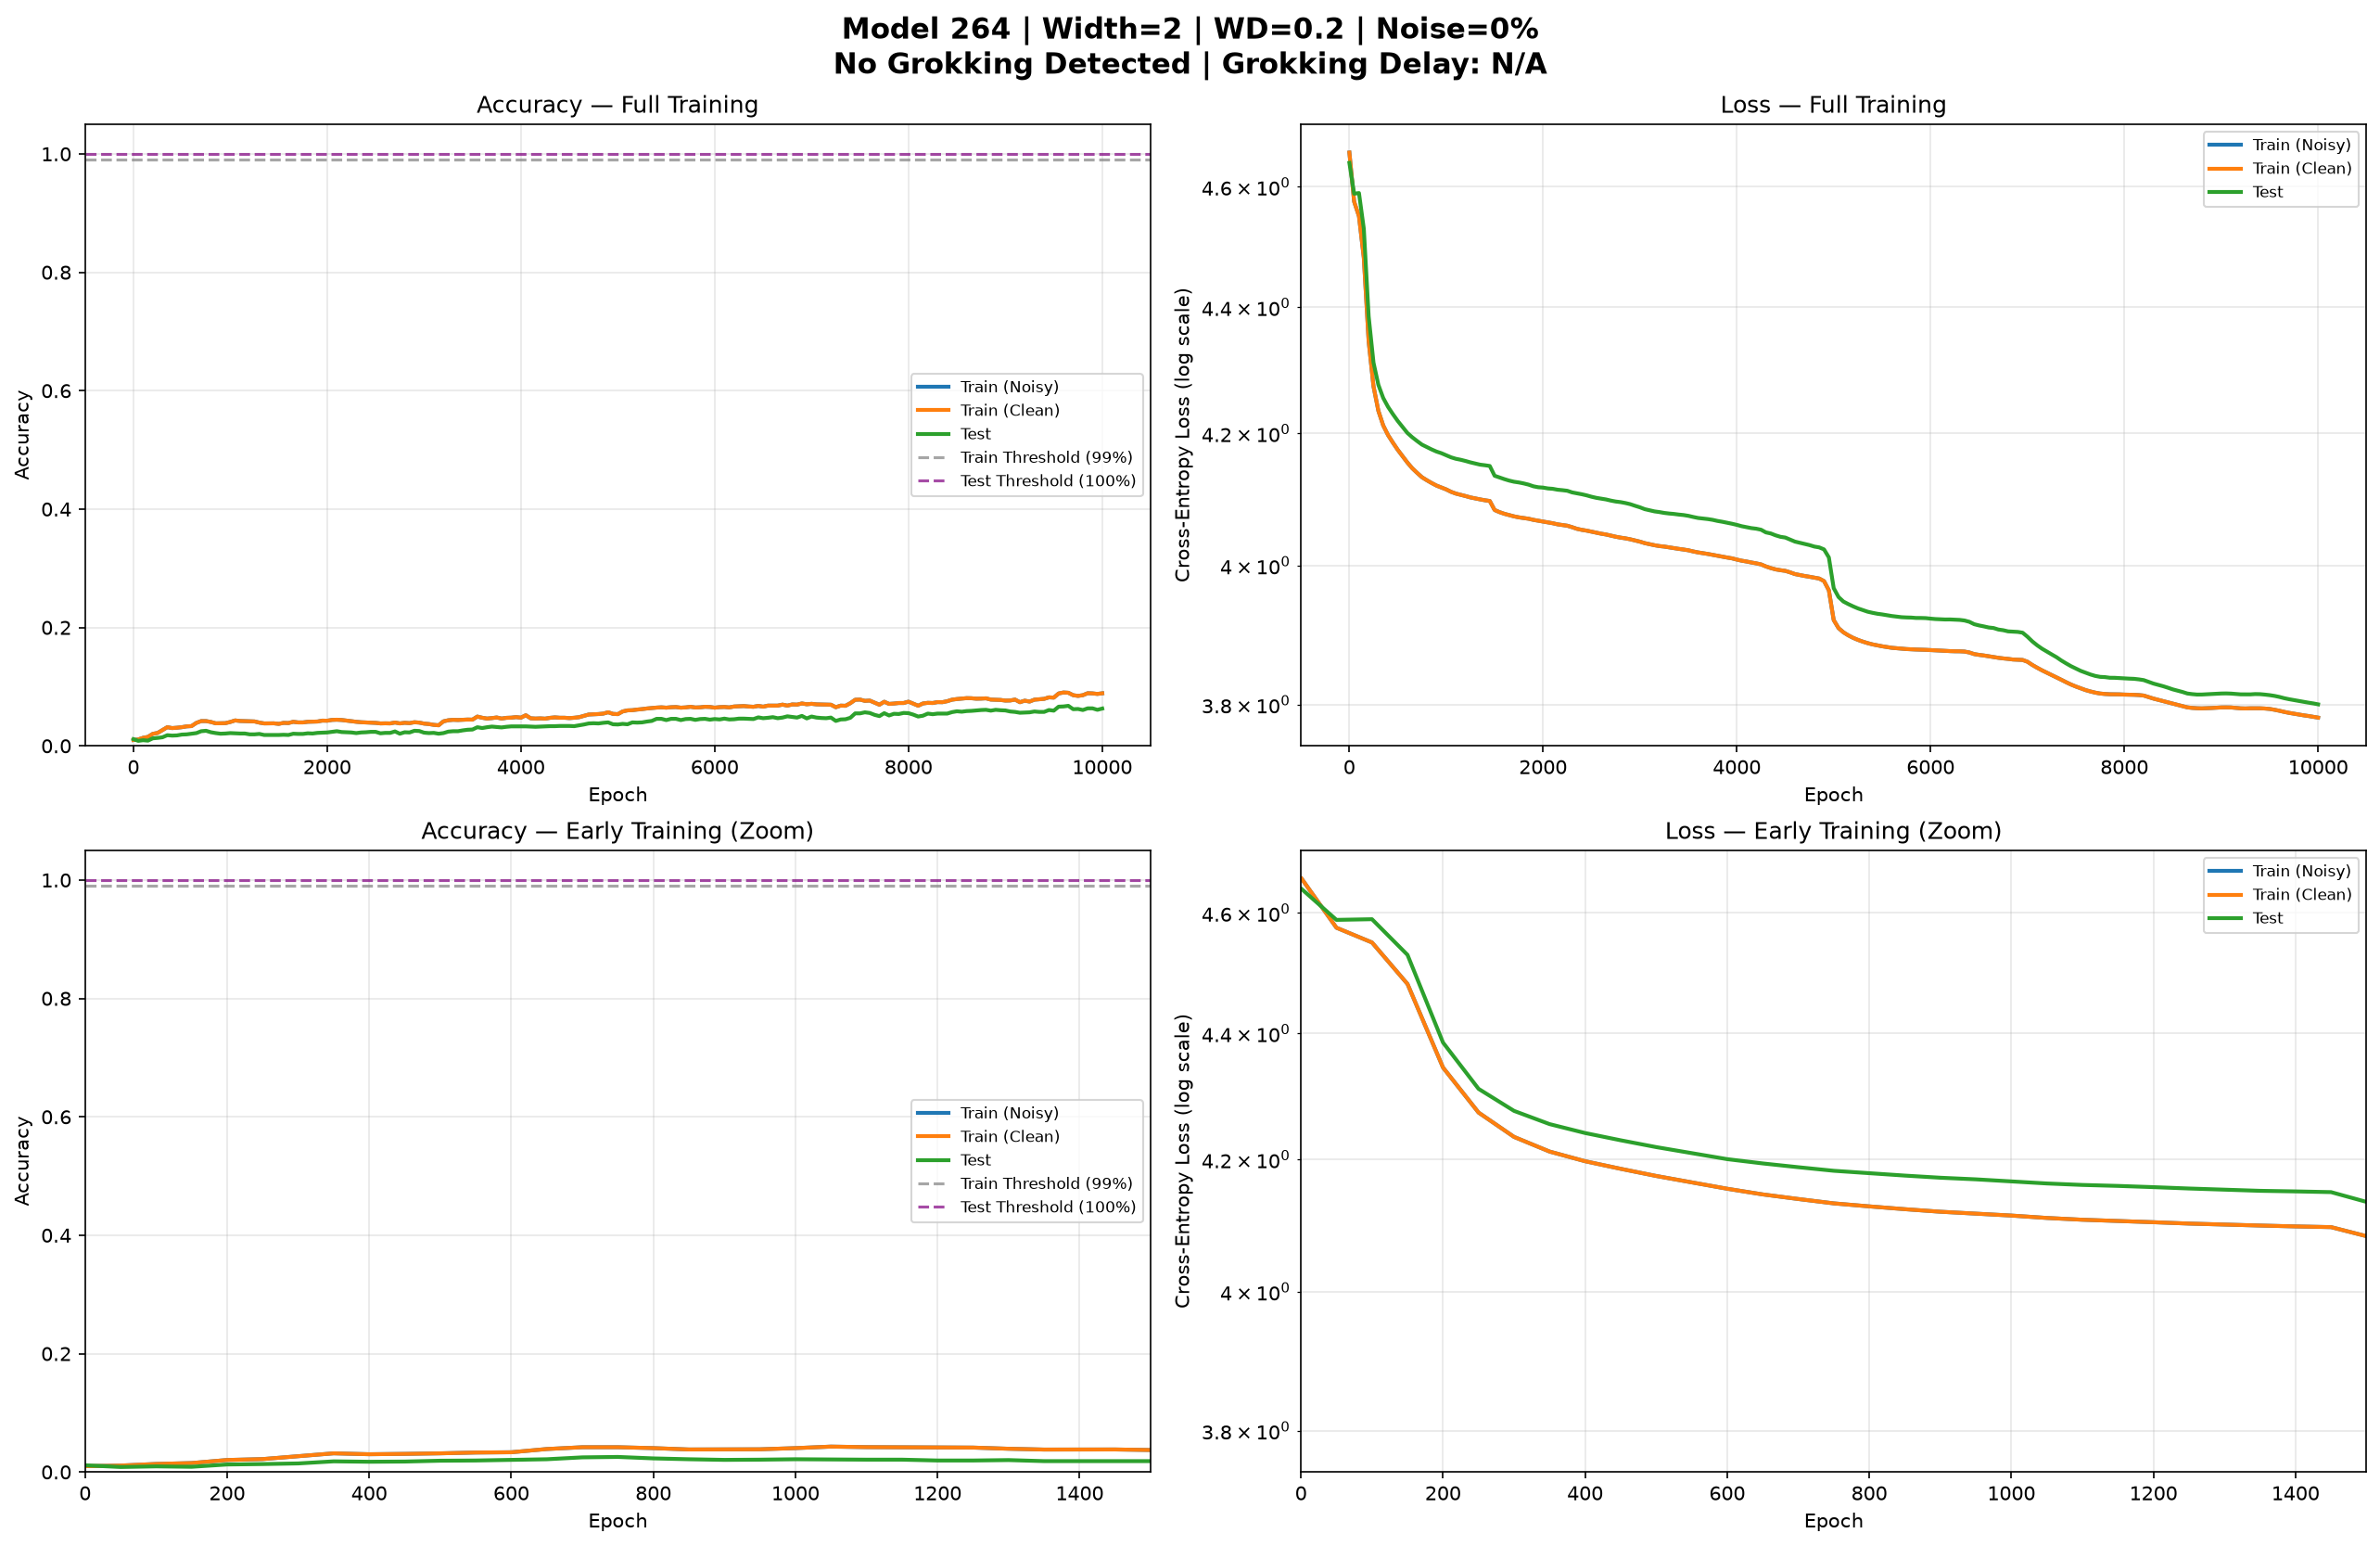 Model 264 | Width=2 | WD=0.2 | Noise=0%
No Grokking Detected | Grokking Delay: N/A
Accuracy — Full Training
1.0
0.8
0.6
0.4
0.2
0.0
Accuracy
0 2000 4000 6000 8000 10000
Epoch
Train (Noisy)
Train (Clean)
Test
Train Threshold (99%)
Test Threshold (100%)
Loss — Full Training
4.6 × 10⁰
4.4 × 10⁰
4.2 × 10⁰
4 × 10⁰
3.8 × 10⁰
Cross-Entropy Loss (log scale)
0 2000 4000 6000 8000 10000
Epoch
Train (Noisy)
Train (Clean)
Test
Accuracy — Early Training (Zoom)
1.0
0.8
0.6
0.4
0.2
0.0
Accuracy
0 200 400 600 800 1000 1200 1400
Epoch
Train (Noisy)
Train (Clean)
Test
Train Threshold (99%)
Test Threshold (100%)
Loss — Early Training (Zoom)
4.6 × 10⁰
4.4 × 10⁰
4.2 × 10⁰
4 × 10⁰
3.8 × 10⁰
Cross-Entropy Loss (log scale)
0 200 400 600 800 1000 1200 1400
Epoch
Train (Noisy)
Train (Clean)
Test